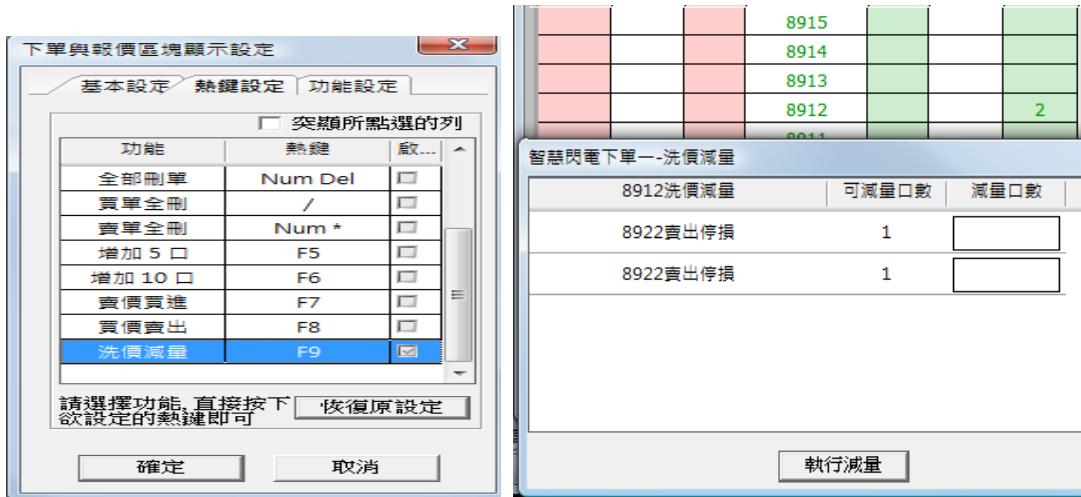 下單與報價區塊顯示設定
基本設定 熱鍵設定 功能設定
突顯所點選的列
功能 熱鍵 啟...
全部刪單 Num Del
買單全刪 /
賣單全刪 Num *
增加 5 口 F5
增加 10 口 F6
賣價買進 F7
買價賣出 F8
洗價減量 F9
請選擇功能, 直接按下
欲設定的熱鍵即可
恢復原設定
確定 取消
8915
8914
8913
8912 2
8911
智慧閃電下單一-洗價減量
8912洗價減量 可減量口數 減量口數
8922賣出停損 1
8922賣出停損 1
執行減量